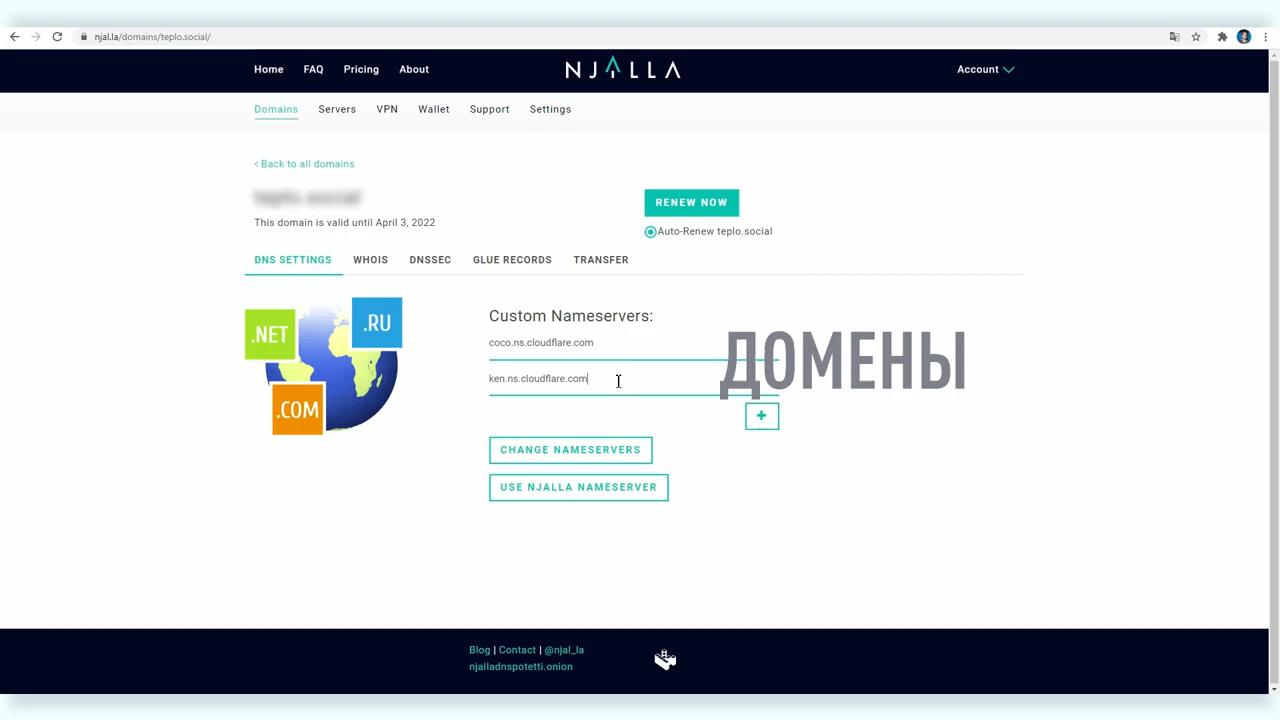 njal.la/domains/teplo.social/
Home FAQ Pricing About
NJALLA
Account
Domains Servers VPN Wallet Support Settings
< Back to all domains
teplo.social
This domain is valid until April 3, 2022
RENEW NOW
Auto-Renew teplo.social
DNS SETTINGS WHOIS DNSSEC GLUE RECORDS TRANSFER
.NET
.RU
.COM
Custom Nameservers:
coco.ns.cloudflare.com
ken.ns.cloudflare.com
ДОМЕНЫ
+
CHANGE NAMESERVERS
USE NJALLA NAMESERVER
Blog | Contact | @njal_la
njalladnspotetti.onion